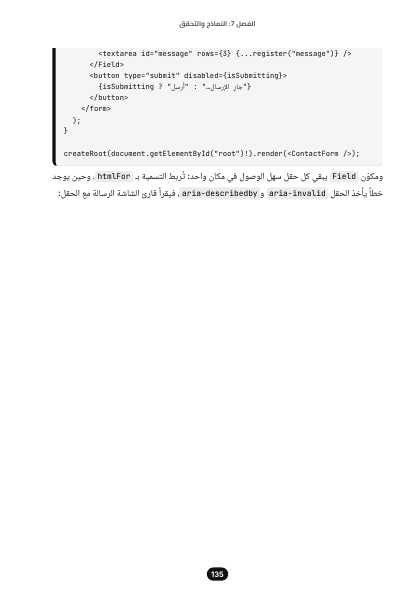 الفصل 7: النماذج والتحقق
<textarea id="message" rows={3} {...register("message")} />
</Field>
<button type="submit" disabled={isSubmitting}>
{isSubmitting ? "جارٍ الإرسال…" : "أرسل"}
</button>
</form>
);
}
createRoot(document.getElementById("root")!).render(<ContactForm />);
ومكوّن Field يبقي كل حقل سهل الوصول في مكان واحد: تُربط التسمية بـ htmlFor، وحين يوجد
خطأ يأخذ الحقل aria-invalid وaria-describedby، فيقرأ قارئ الشاشة الرسالة مع الحقل:
135